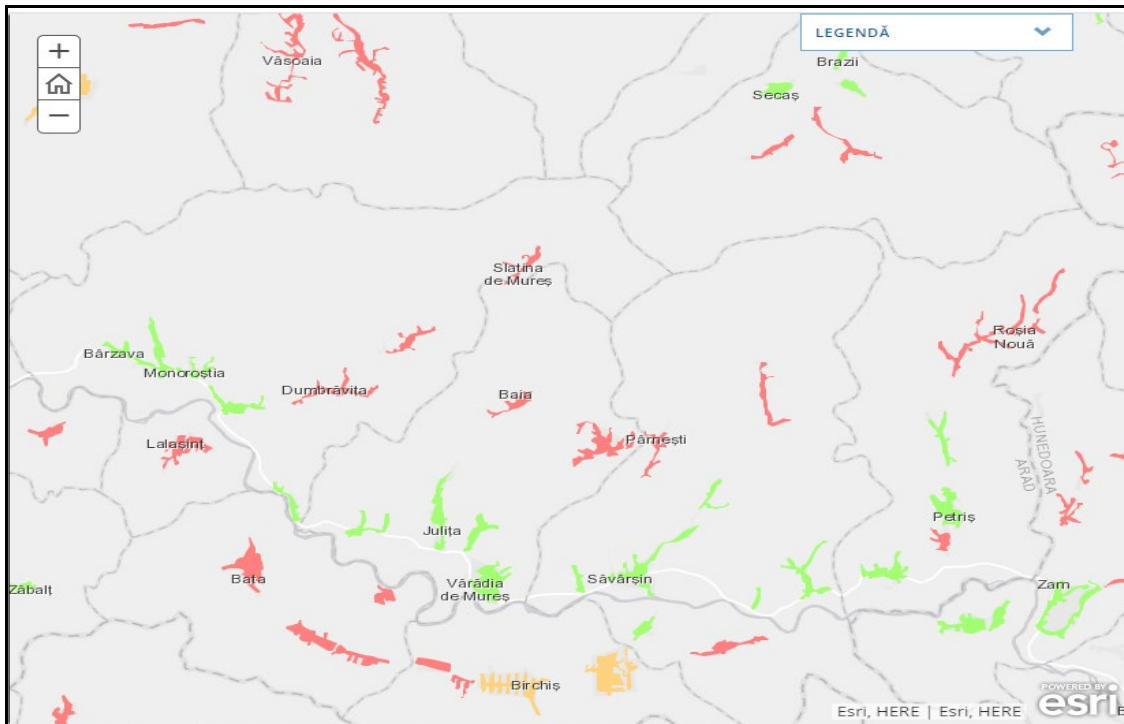 LEGENDĂ
+
−
Văsoaia
Brazii
Secaș
Slatina
de Mureș
Roșia
Nouă
Bârzava
Monoroștia
Dumbrăvița
Baia
Lalașinț
Pârnești
HUNEDOARA
ARAD
Julița
Petriș
Zăbalț
Bata
Vărădia
de Mureș
Săvârșin
Zam
Birchiș
POWERED BY
esri
Esri, HERE | Esri, HERE